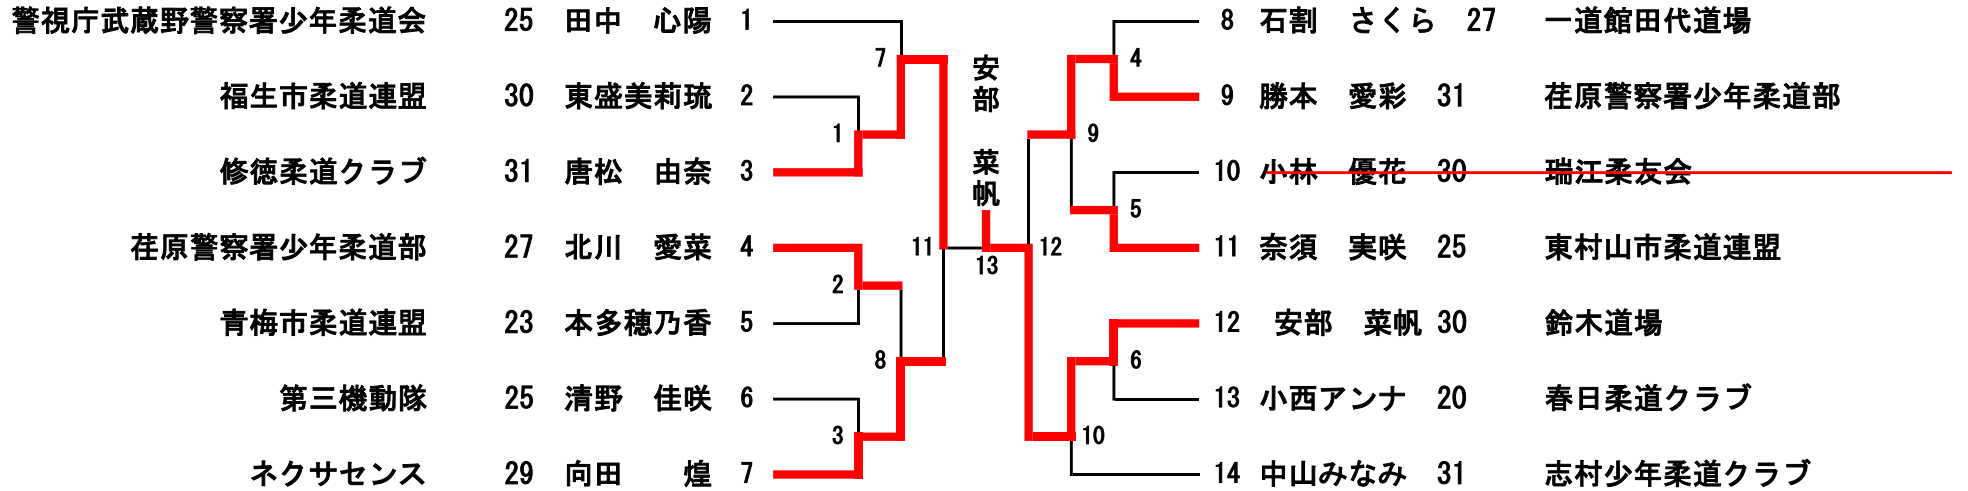 警視庁武蔵野警察署少年柔道会 25 田中 心陽 1
福生市柔道連盟 30 東盛美莉琉 2
修徳柔道クラブ 31 唐松 由奈 3
荏原警察署少年柔道部 27 北川 愛菜 4
青梅市柔道連盟 23 本多穂乃香 5
第三機動隊 25 清野 佳咲 6
ネクサセンス 29 向田 煌 7
7
1
2
8
3
11
安部 菜帆
13
12
4
9
5
6
10
8 石割 さくら 27 一道館田代道場
9 勝本 愛彩 31 荏原警察署少年柔道部
10 小林 優花 30 瑞江柔友会
11 奈須 実咲 25 東村山市柔道連盟
12 安部 菜帆 30 鈴木道場
13 小西アンナ 20 春日柔道クラブ
14 中山みなみ 31 志村少年柔道クラブ